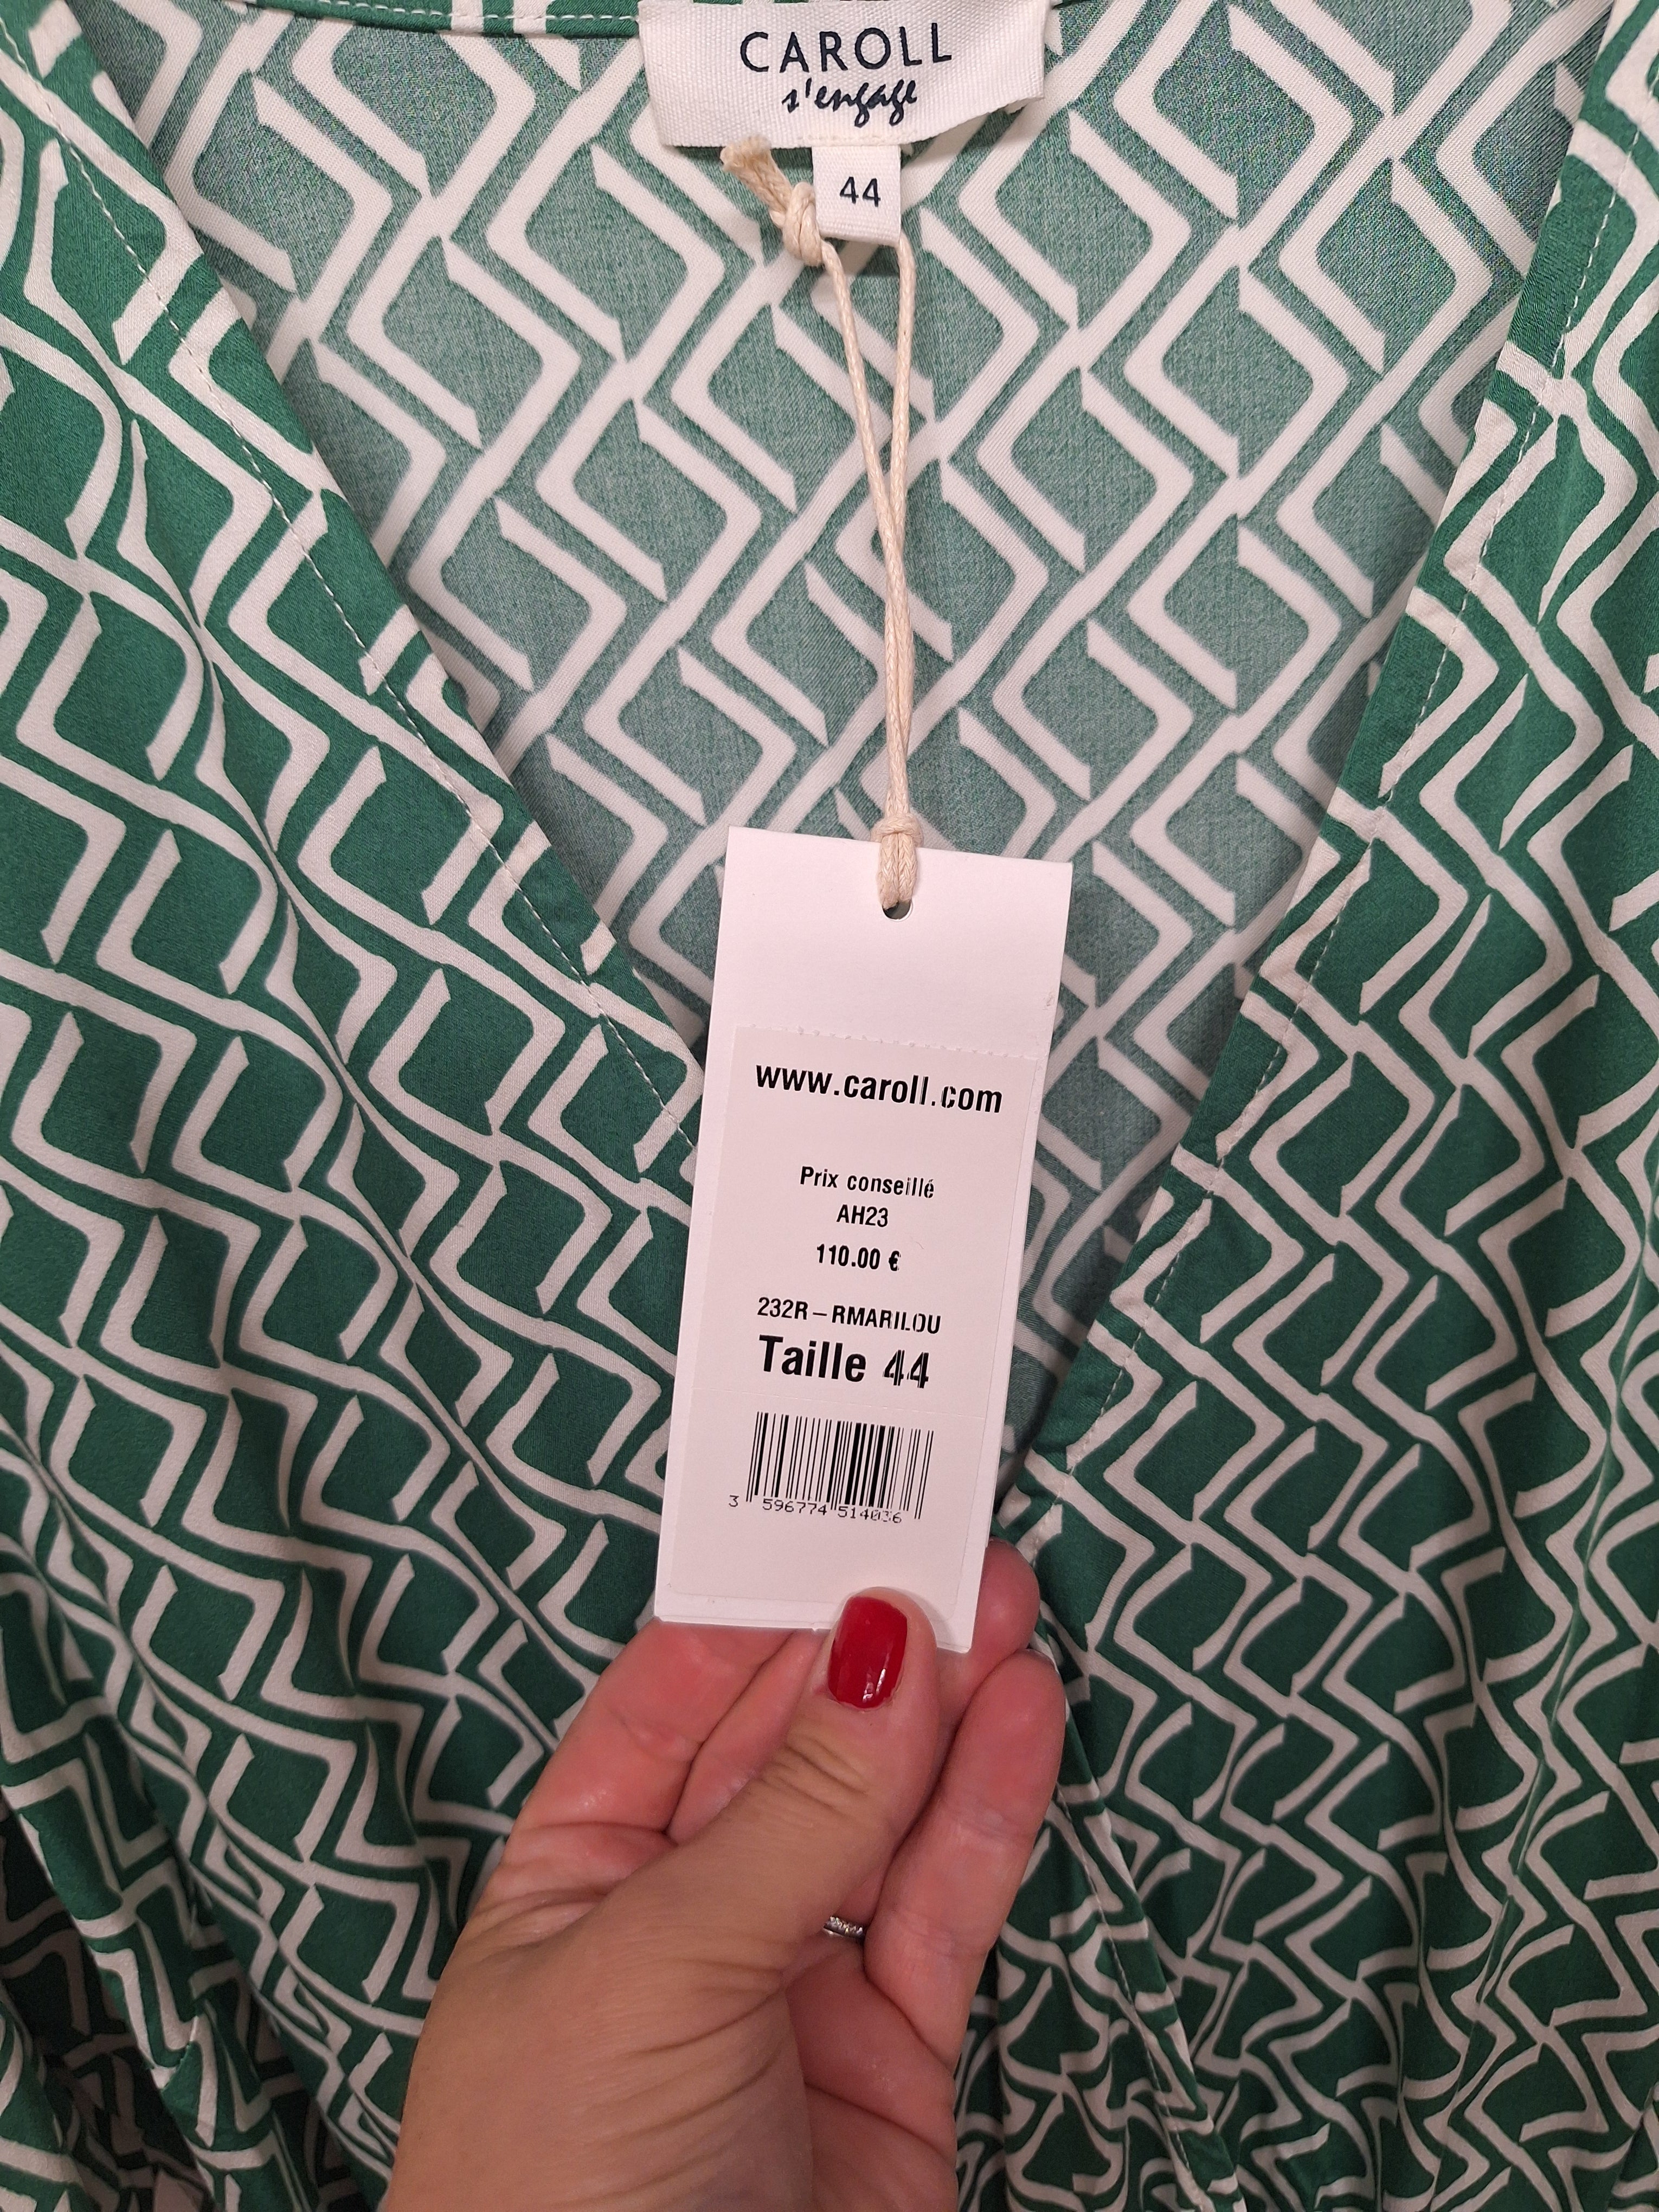 CAROLL
s'engage
44
www.caroll.com
Prix conseillé
AH23
110.00 €
232R – RMARILOU
Taille 44
3 596774 514036